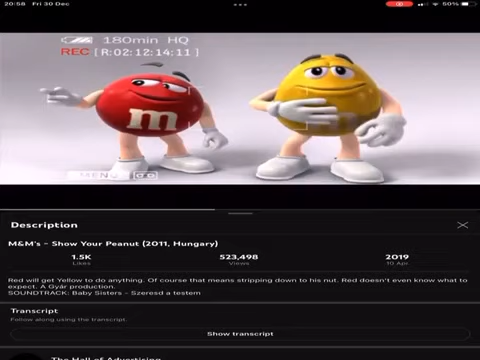 20:58 Fri 30 Dec
50%
180min HQ
REC [R:02:12:14:11]
m
MENU
Description
M&M's - Show Your Peanut (2011, Hungary)
1.5K 523,498 2019
Likes Views 10 Apr
Red will get Yellow to do anything. Of course that means stripping down to his nut. Red doesn't even know what to
expect. A Gyár production.
SOUNDTRACK: Baby Sisters - Szeresd a testem
Transcript
Follow along using the transcript.
Show transcript
The Hall of Advertising